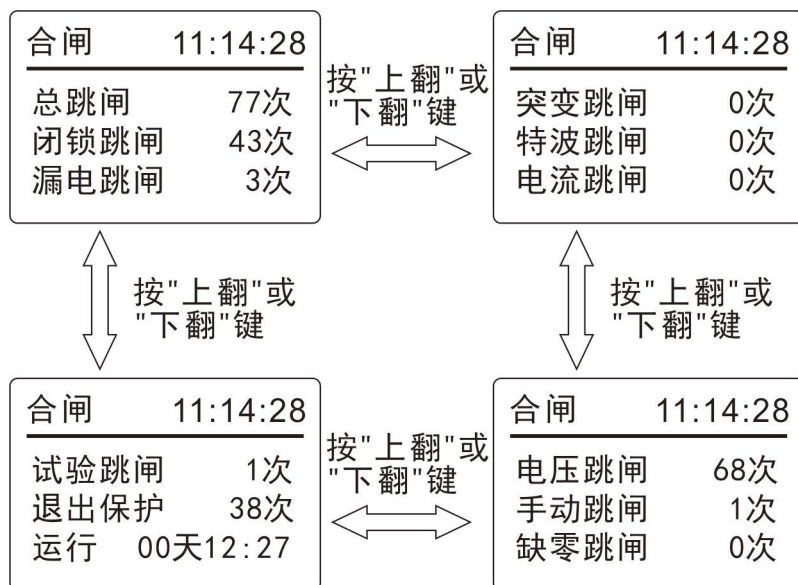 合闸 11:14:28
总跳闸 77次
闭锁跳闸 43次
漏电跳闸 3次
按"上翻"或
"下翻"键
合闸 11:14:28
突变跳闸 0次
特波跳闸 0次
电流跳闸 0次
按"上翻"或
"下翻"键
按"上翻"或
"下翻"键
合闸 11:14:28
试验跳闸 1次
退出保护 38次
运行 00天12:27
按"上翻"或
"下翻"键
合闸 11:14:28
电压跳闸 68次
手动跳闸 1次
缺零跳闸 0次